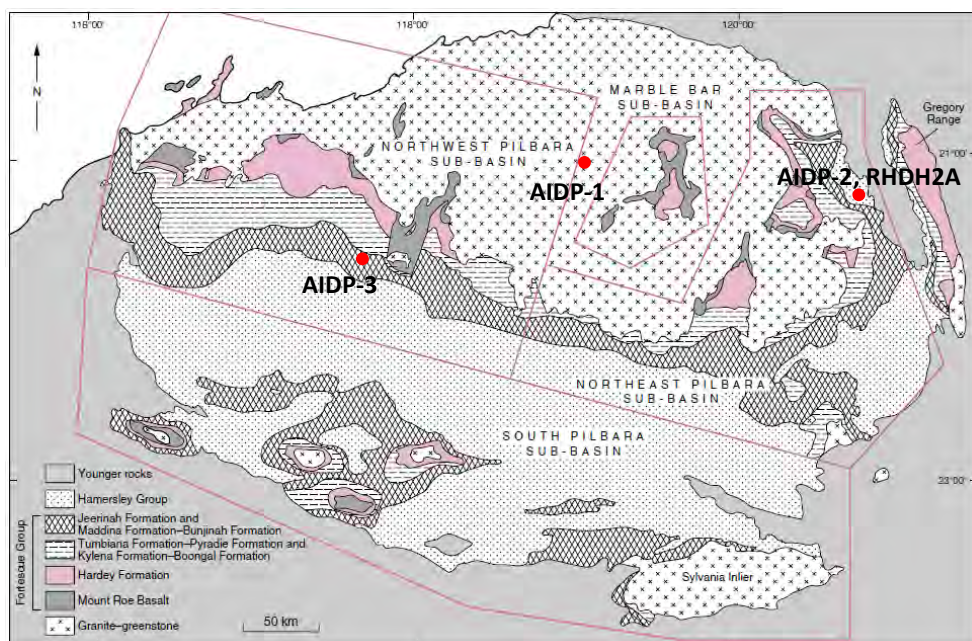 116°00'
118°00'
120°00'
N
MARBLE BAR
SUB-BASIN
Gregory
Range
NORTHWEST PILBARA
SUB-BASIN
21°00'
AIDP-1
AIDP-2, RHDH2A
AIDP-3
NORTHEAST PILBARA
SUB-BASIN
SOUTH PILBARA
SUB-BASIN
23°00'
Younger rocks
Hamersley Group
Fortescue Group
Jeerinah Formation and
Maddina Formation–Bunjinah Formation
Tumbiana Formation–Pyradie Formation and
Kylena Formation–Boongal Formation
Hardey Formation
Mount Roe Basalt
Granite–greenstone
50 km
Sylvania Inlier